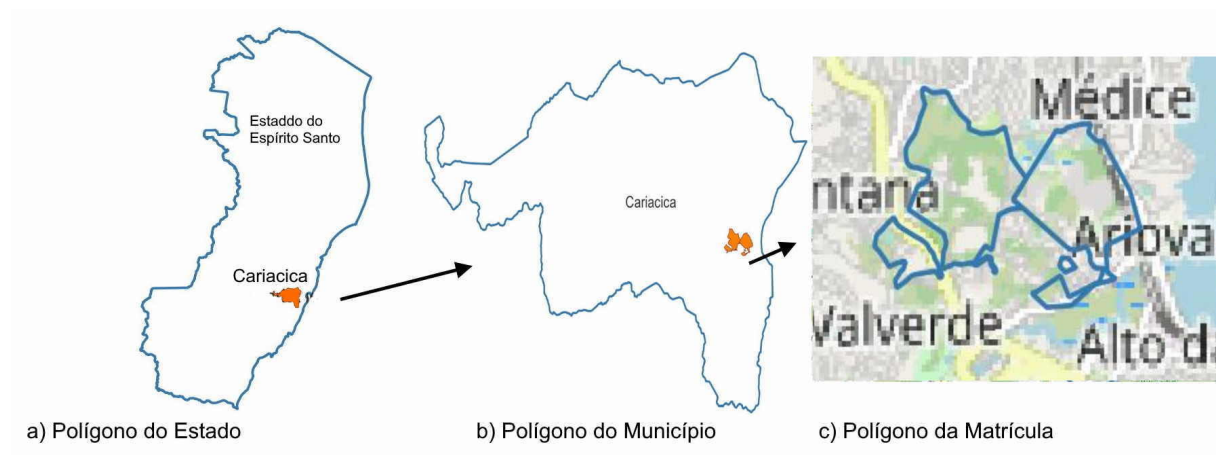 Estaddo do
Espírito Santo
Cariacica
a) Polígono do Estado
Cariacica
b) Polígono do Município
Médice
ntana
Ariova
Valverde
Alto d
c) Polígono da Matrícula